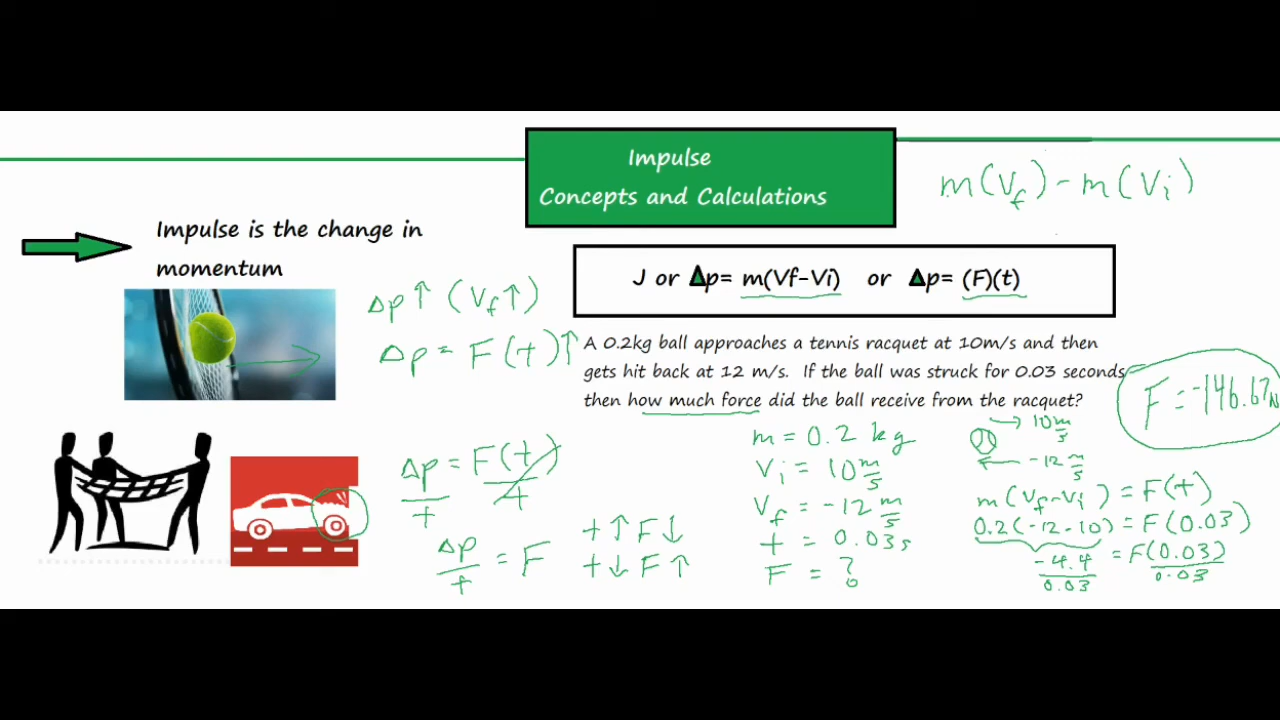 Impulse
Concepts and Calculations
m(Vf) - m(Vi)
Impulse is the change in
momentum
J or Δp= m(Vf-Vi) or Δp= (F)(t)
Δp↑ (Vf↑)
Δp = F(t)↑
A 0.2kg ball approaches a tennis racquet at 10m/s and then
gets hit back at 12 m/s. If the ball was struck for 0.03 seconds
then how much force did the ball receive from the racquet?
F = -146.67N
Δp = F(t)
t t
Δp = F
t
t↑ F↓
t↓ F↑
m = 0.2 kg
Vi = 10 m/s
Vf = -12 m/s
t = 0.03s
F = ?
→ 10 m/s
← -12 m/s
m(Vf-Vi) = F(t)
0.2(-12-10) = F(0.03)
-4.4 = F(0.03)
0.03 0.03